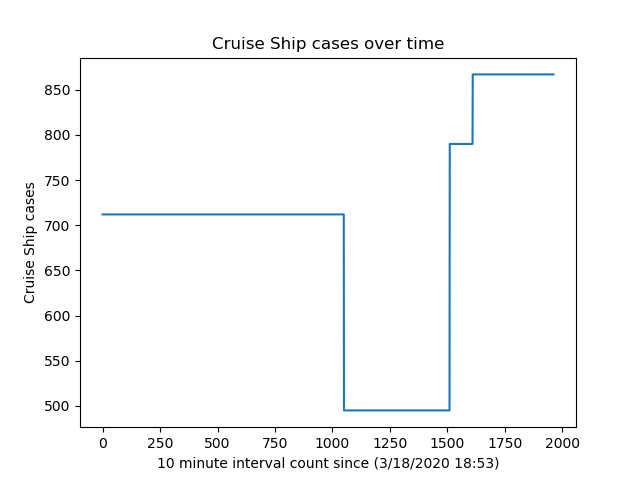 Cruise Ship cases over time
Cruise Ship cases
850
800
750
700
650
600
550
500
0 250 500 750 1000 1250 1500 1750 2000
10 minute interval count since (3/18/2020 18:53)